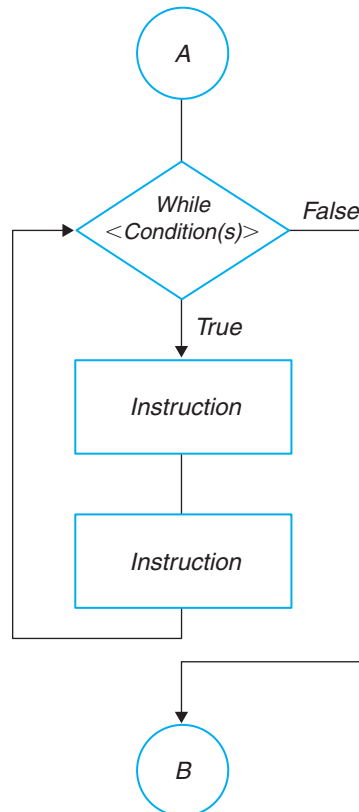 A
While
<Condition(s)>
False
True
Instruction
Instruction
B